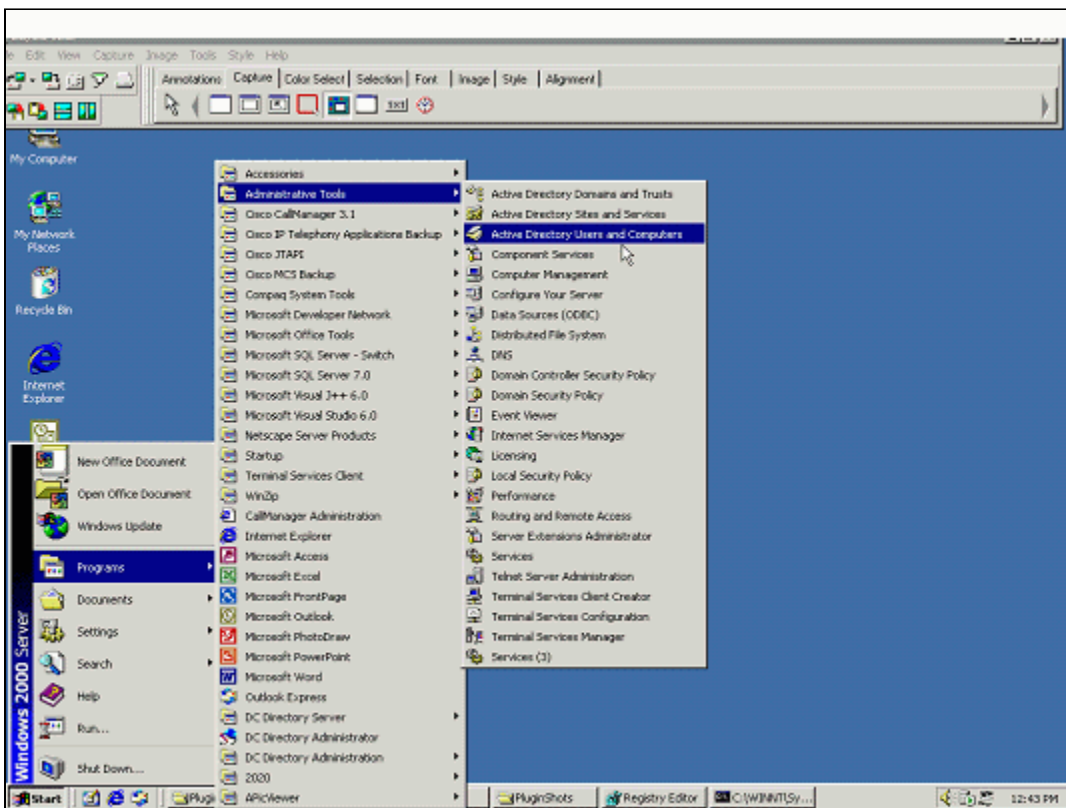 Edit View Capture Image Tools Style Help
Annotations Capture Color Select Selection Font Image Style Alignment
My Computer
My Network Places
Recycle Bin
Internet Explorer
New Office Document
Open Office Document
Windows Update
Programs
Documents
Settings
Search
Help
Run...
Shut Down...
Windows 2000 Server
Accessories
Administrative Tools
Cisco CallManager 3.1
Cisco IP Telephony Applications Backup
Cisco JTAPI
Cisco MCS Backup
Compaq System Tools
Microsoft Developer Network
Microsoft Office Tools
Microsoft SQL Server - Switch
Microsoft SQL Server 7.0
Microsoft Visual J++ 6.0
Microsoft Visual Studio 6.0
Netscape Server Products
Startup
Terminal Services Client
WinZip
CallManager Administration
Internet Explorer
Microsoft Access
Microsoft Excel
Microsoft FrontPage
Microsoft Outlook
Microsoft PhotoDraw
Microsoft PowerPoint
Microsoft Word
Outlook Express
DC Directory Server
DC Directory Administrator
DC Directory Administration
2020
APicViewer
Active Directory Domains and Trusts
Active Directory Sites and Services
Active Directory Users and Computers
Component Services
Computer Management
Configure Your Server
Data Sources (ODBC)
Distributed File System
DNS
Domain Controller Security Policy
Domain Security Policy
Event Viewer
Internet Services Manager
Licensing
Local Security Policy
Performance
Routing and Remote Access
Server Extensions Administrator
Services
Telnet Server Administration
Terminal Services Client Creator
Terminal Services Configuration
Terminal Services Manager
Services (3)
Start Plugi PluginShots Registry Editor C:\WINNT\Sy... 12:43 PM